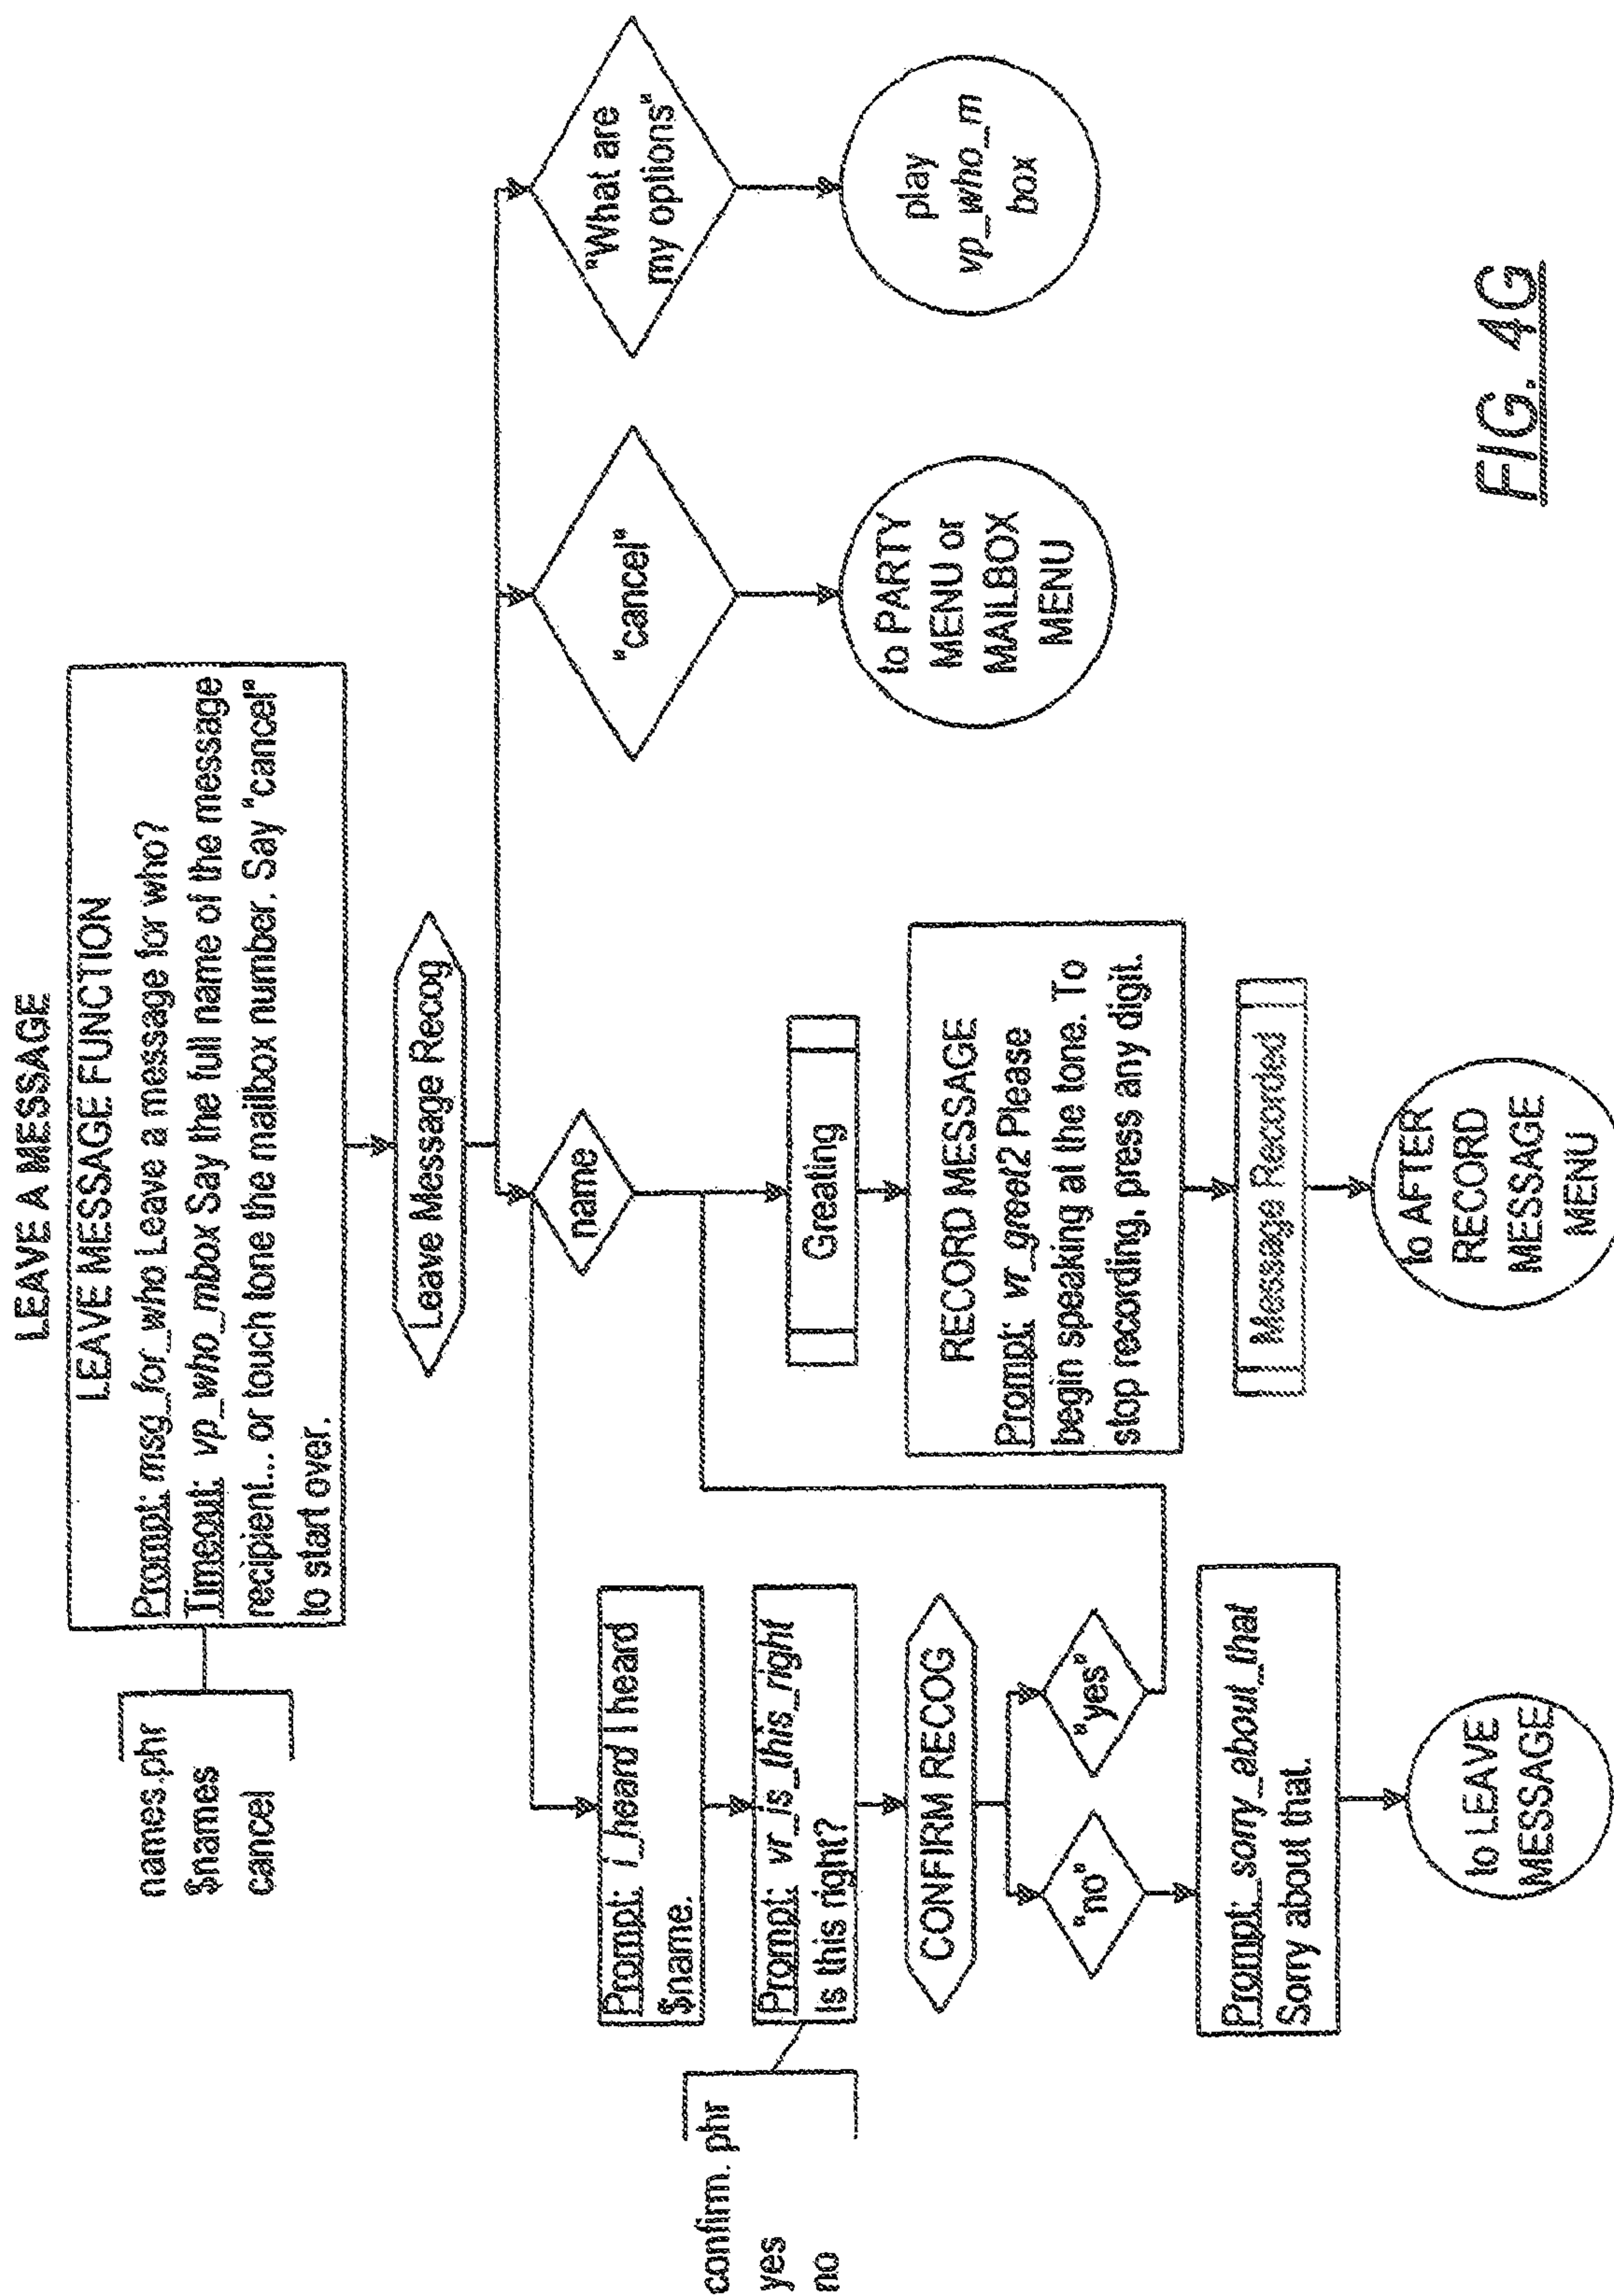 LEAVE A MESSAGE
LEAVE MESSAGE FUNCTION
Prompt: msg_for_who Leave a message for who?
Timeout: vp_who_mbox Say the full name of the message
recipient... or touch tone the mailbox number. Say "cancel"
to start over.
names.phr
$names
cancel
Leave Message Recog
name
"cancel"
"What are
my options"
Prompt: i_heard I heard
$name.
Prompt: vr_is_this_right
Is this right?
confirm. phr
yes
no
CONFIRM RECOG
"no"
"yes"
Prompt: sorry_about_that
Sorry about that.
to LEAVE
MESSAGE
Greating
RECORD MESSAGE
Prompt: vr_greet2 Please
begin speaking at the tone. To
stop recording, press any digit.
Message Recorded
to AFTER
RECORD
MESSAGE
MENU
to PARTY
MENU or
MAILBOX
MENU
play
vp_who_m
box
FIG. 4G